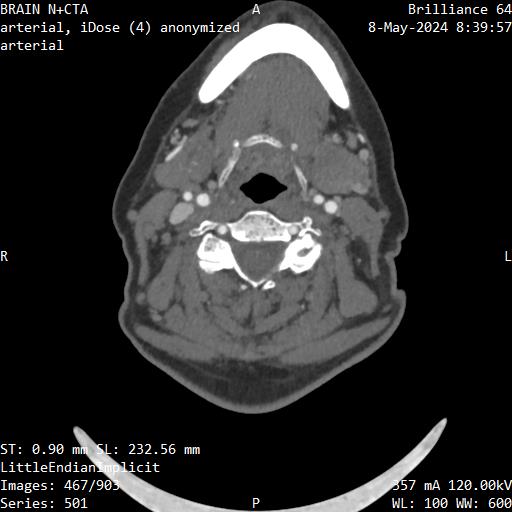 BRAIN N+CTA
A
Brilliance 64
arterial, iDose (4) anonymized
8-May-2024 8:39:57
arterial
R
L
ST: 0.90 mm SL: 232.56 mm
LittleEndianImplicit
Images: 467/903
357 mA 120.00kV
Series: 501
P
WL: 100 WW: 600